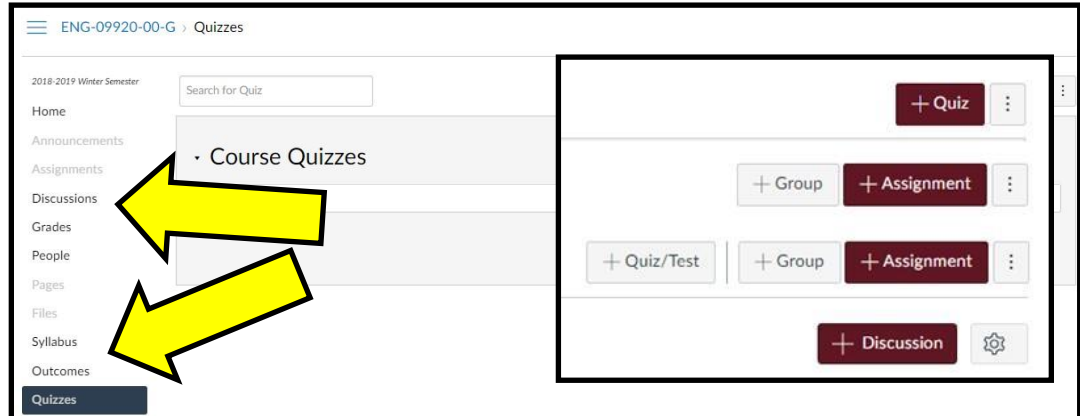 ENG-09920-00-G › Quizzes
2018-2019 Winter Semester
Home
Announcements
Assignments
Discussions
Grades
People
Pages
Files
Syllabus
Outcomes
Quizzes
Search for Quiz
Course Quizzes
+ Quiz
+ Group + Assignment
+ Quiz/Test + Group + Assignment
+ Discussion